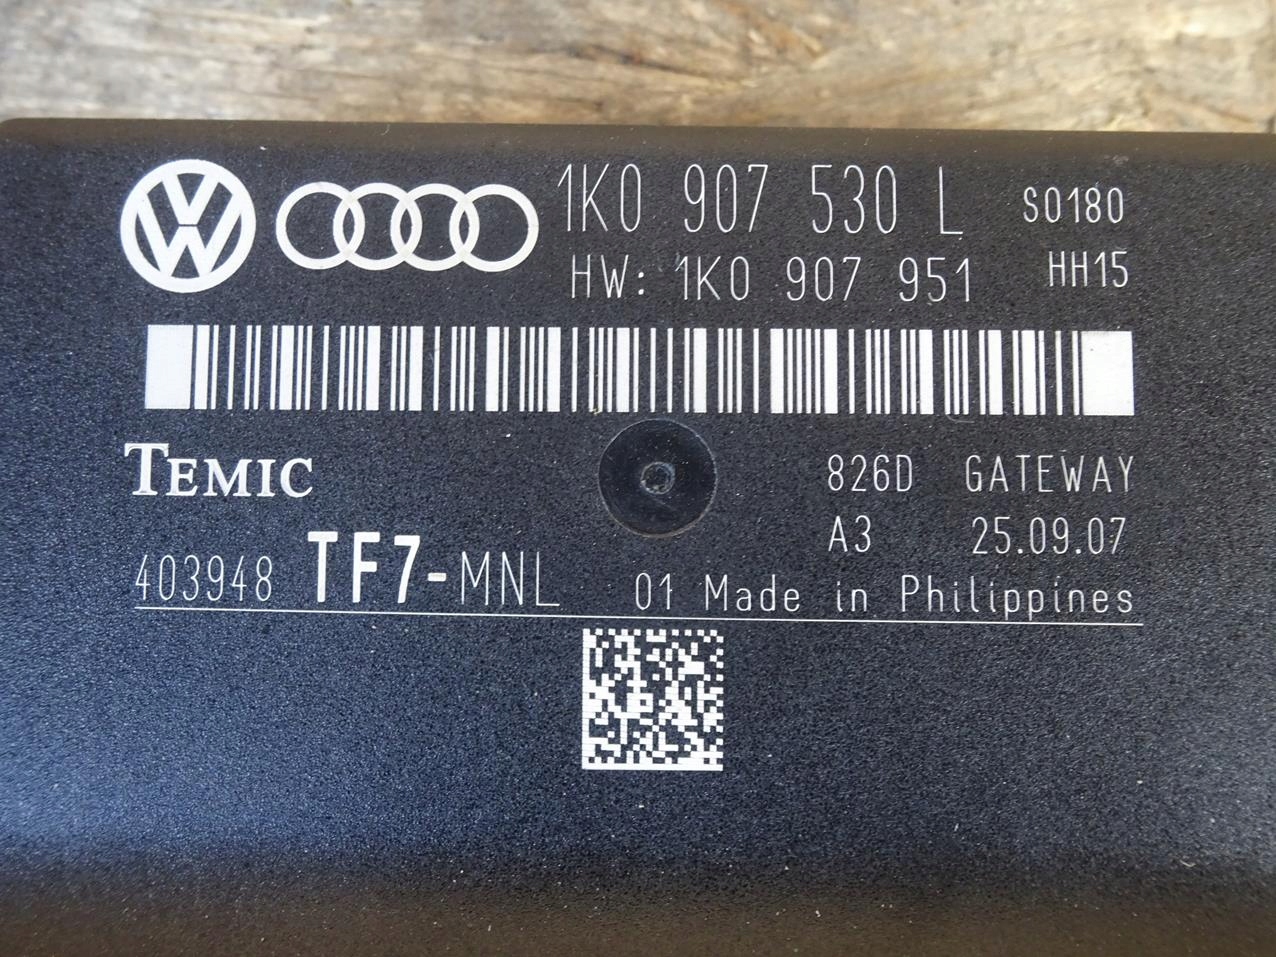 1K0 907 530 L S0180
HW: 1K0 907 951 HH15
TEMIC 826D GATEWAY
A3 25.09.07
403948 TF7-MNL 01 Made in Philippines